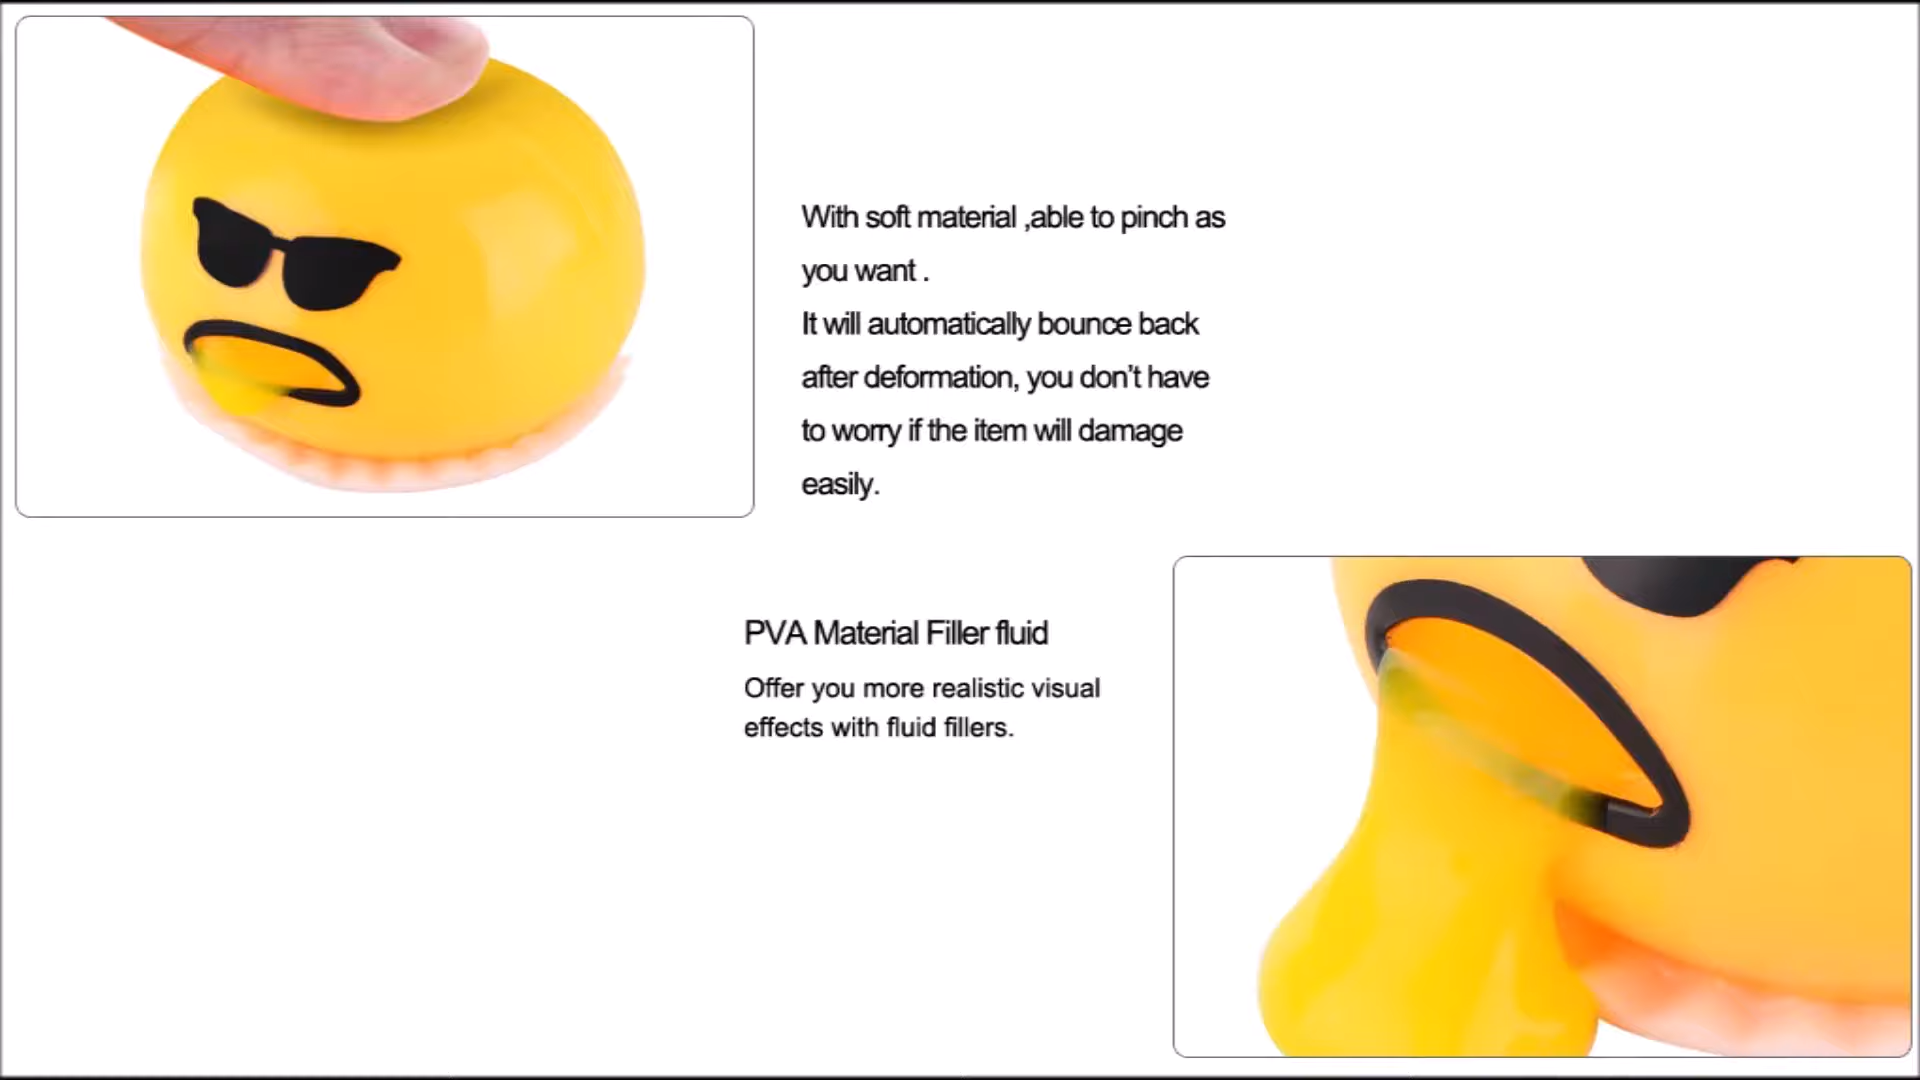 With soft material ,able to pinch as
you want .
It will automatically bounce back
after deformation, you don't have
to worry if the item will damage
easily.
PVA Material Filler fluid
Offer you more realistic visual
effects with fluid fillers.